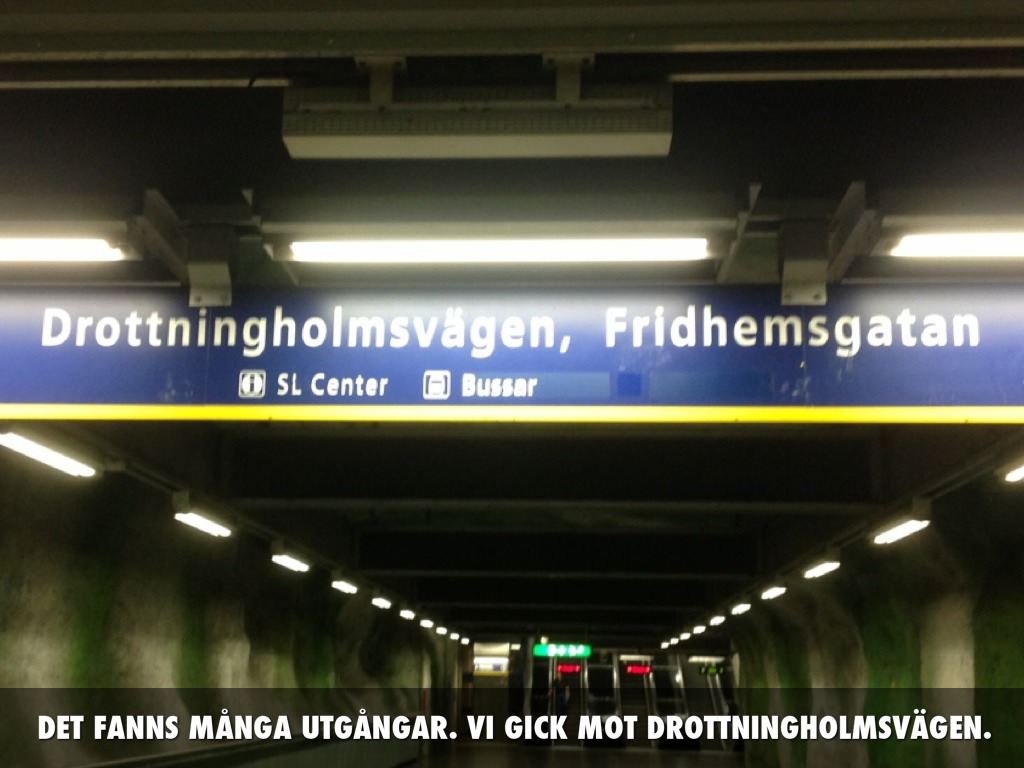 Drottningholmsvägen, Fridhemsgatan
SL Center Bussar
DET FANNS MÅNGA UTGÅNGAR. VI GICK MOT DROTTNINGHOLMSVÄGEN.